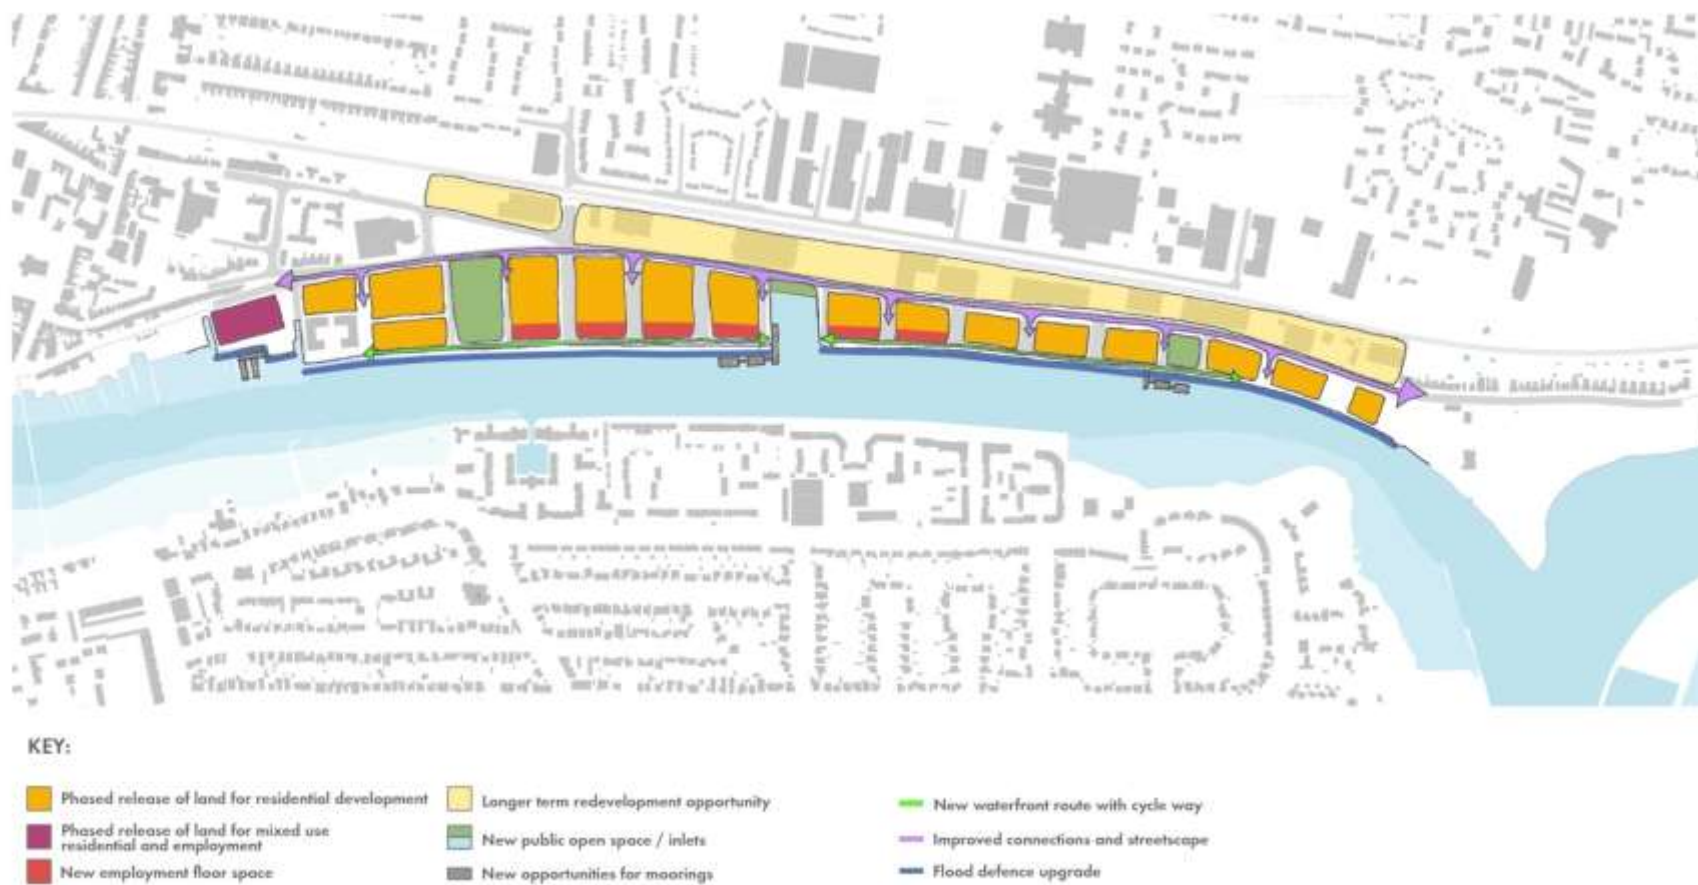 KEY:
Phased release of land for residential development
Phased release of land for mixed use
residential and employment
New employment floor space
Longer term redevelopment opportunity
New public open space / inlets
New opportunities for moorings
New waterfront route with cycle way
Improved connections and streetscape
Flood defence upgrade